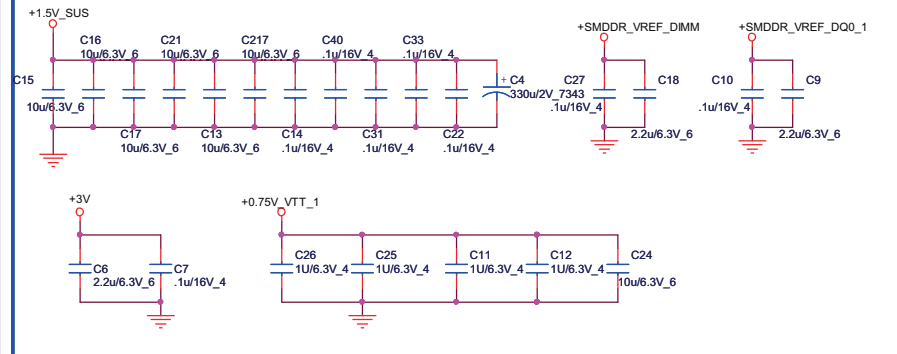 +1.5V_SUS
+SMDDR_VREF_DIMM
+SMDDR_VREF_DQ0_1
C16
10u/6.3V_6
C21
10u/6.3V_6
C217
10u/6.3V_6
C40
.1u/16V_4
C33
.1u/16V_4
C15
10u/6.3V_6
+ C4
330u/2V_7343
C27
.1u/16V_4
C18
2.2u/6.3V_6
C10
.1u/16V_4
C9
2.2u/6.3V_6
C17
10u/6.3V_6
C13
10u/6.3V_6
C14
.1u/16V_4
C31
.1u/16V_4
C22
.1u/16V_4
+3V
+0.75V_VTT_1
C6
2.2u/6.3V_6
C7
.1u/16V_4
C26
1U/6.3V_4
C25
1U/6.3V_4
C11
1U/6.3V_4
C12
1U/6.3V_4
C24
10u/6.3V_6